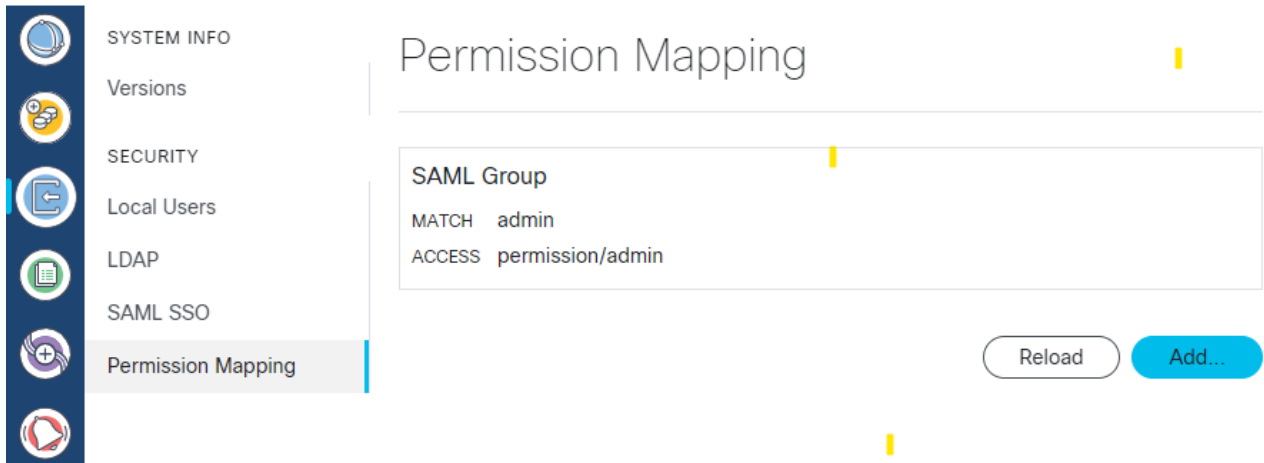 SYSTEM INFO
Versions
SECURITY
Local Users
LDAP
SAML SSO
Permission Mapping
Permission Mapping
SAML Group
MATCH admin
ACCESS permission/admin
Reload Add...